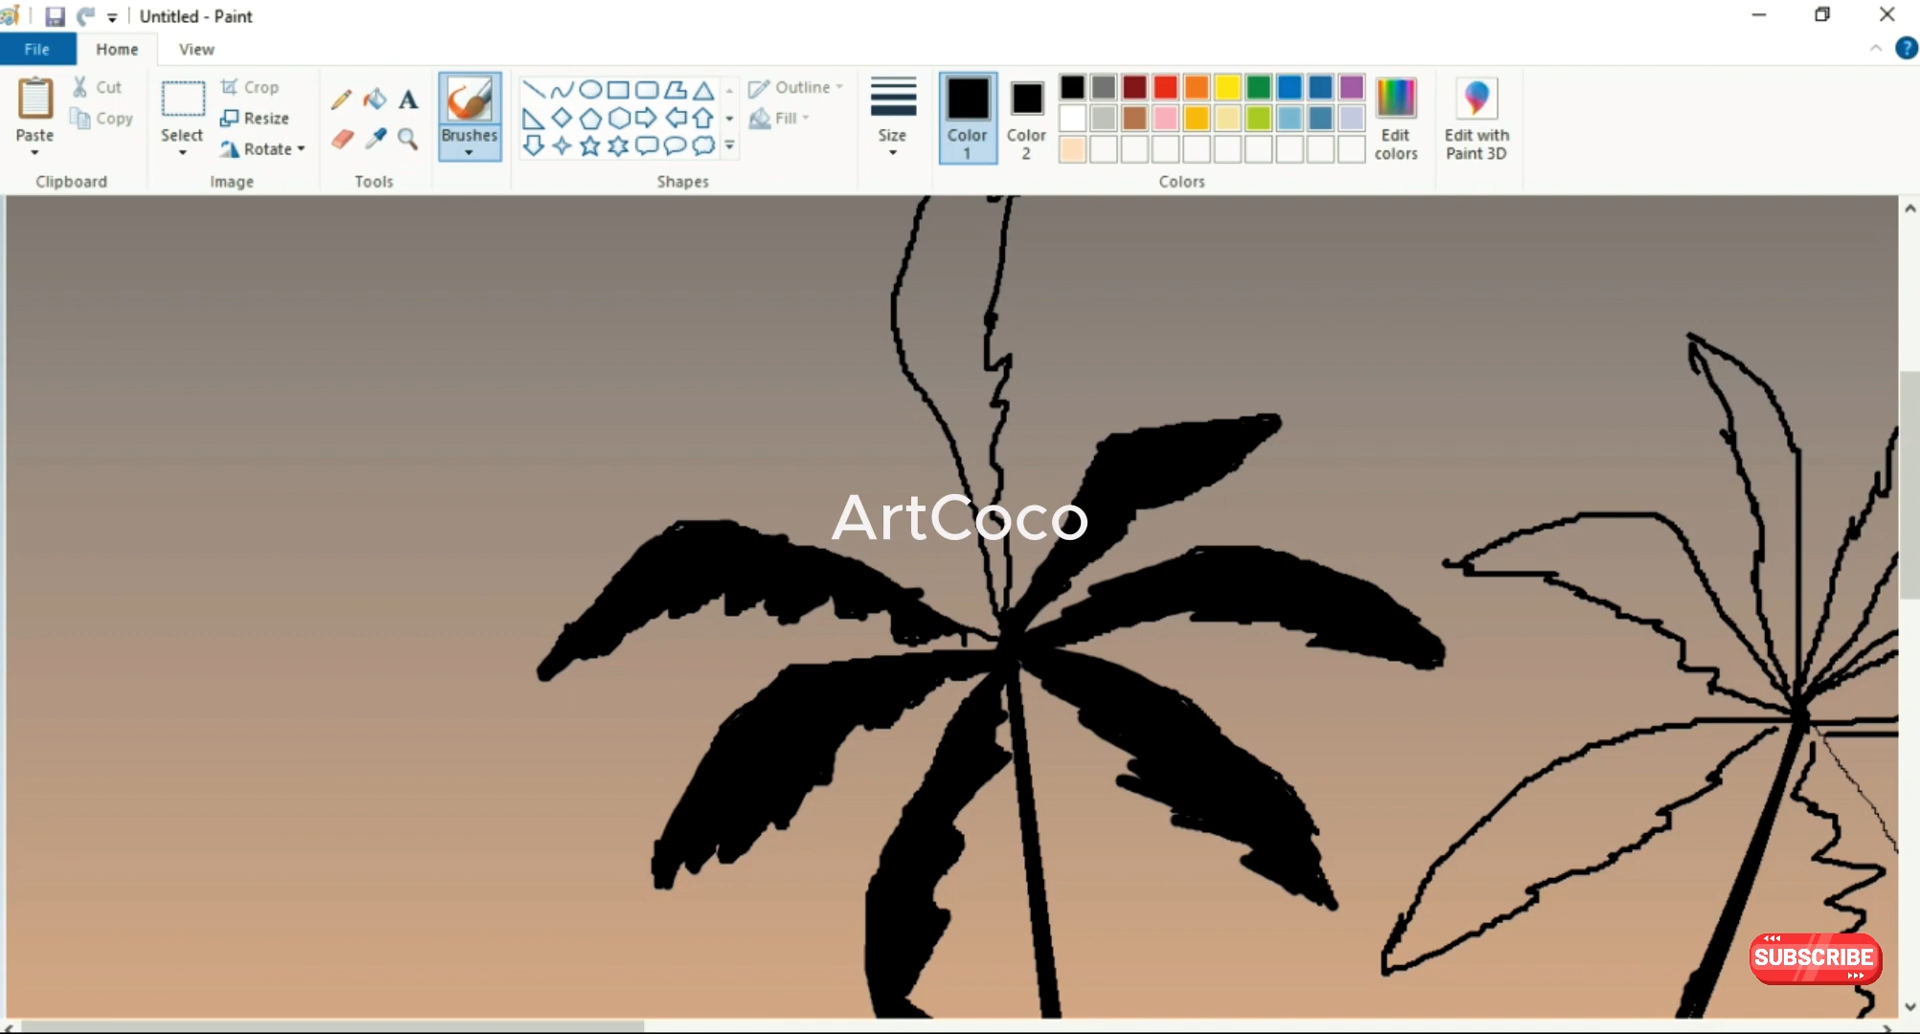 Untitled - Paint
File Home View
Paste
Cut
Copy
Clipboard
Select
Crop
Resize
Rotate
Image
A
Tools
Brushes
Shapes
Outline
Fill
Size
Color 1
Color 2
Edit colors
Colors
Edit with Paint 3D
?
ArtCoco
SUBSCRIBE